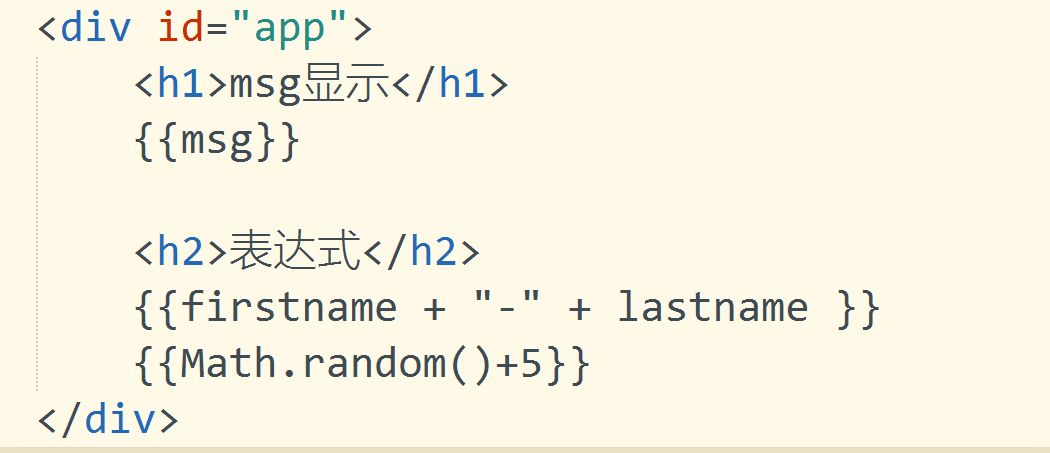 <div id="app">
<h1>msg显示</h1>
{{msg}}
<h2>表达式</h2>
{{firstname + "-" + lastname }}
{{Math.random()+5}}
</div>